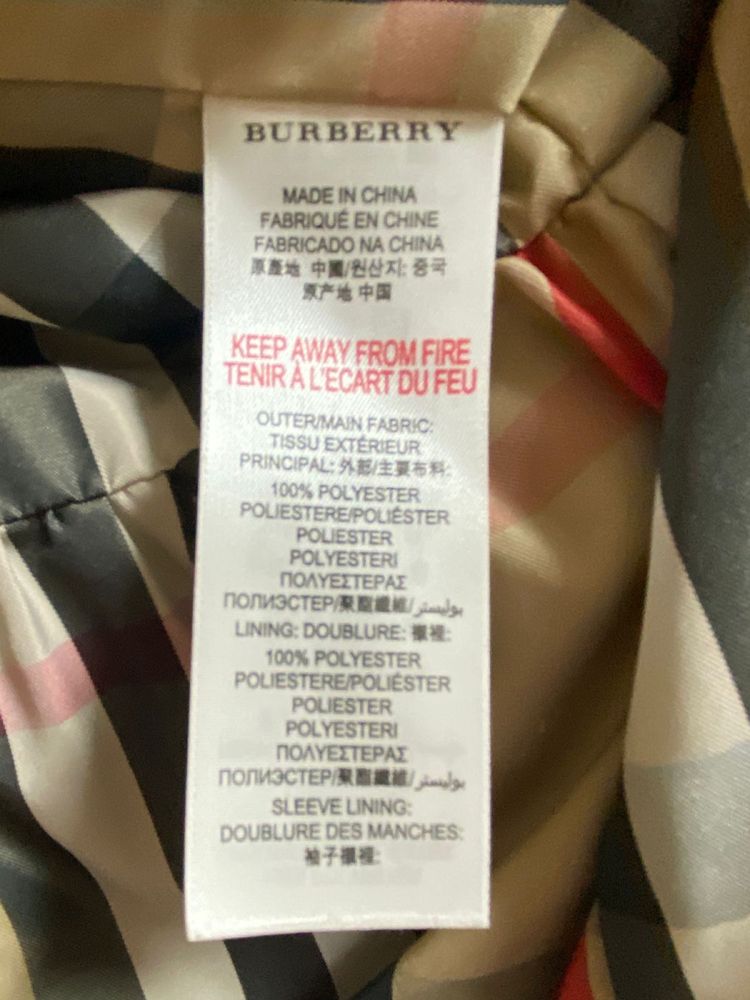 BURBERRY
MADE IN CHINA
FABRIQUÉ EN CHINE
FABRICADO NA CHINA
原產地 中國/원산지: 중국
原产地 中国
KEEP AWAY FROM FIRE
TENIR À L'ECART DU FEU
OUTER/MAIN FABRIC:
TISSU EXTÉRIEUR
PRINCIPAL: 外部/主要布料:
100% POLYESTER
POLIESTERE/POLIÉSTER
POLIESTER
POLYESTERI
ΠΟΛΥΕΣΤΕΡΑΣ
ПОЛИЭСТЕР/聚酯纖維/بوليستر
LINING: DOUBLURE: 襯裡:
100% POLYESTER
POLIESTERE/POLIÉSTER
POLIESTER
POLYESTERI
ΠΟΛΥΕΣΤΕΡΑΣ
ПОЛИЭСТЕР/聚酯纖維/بوليستر
SLEEVE LINING:
DOUBLURE DES MANCHES:
袖子襯裡: